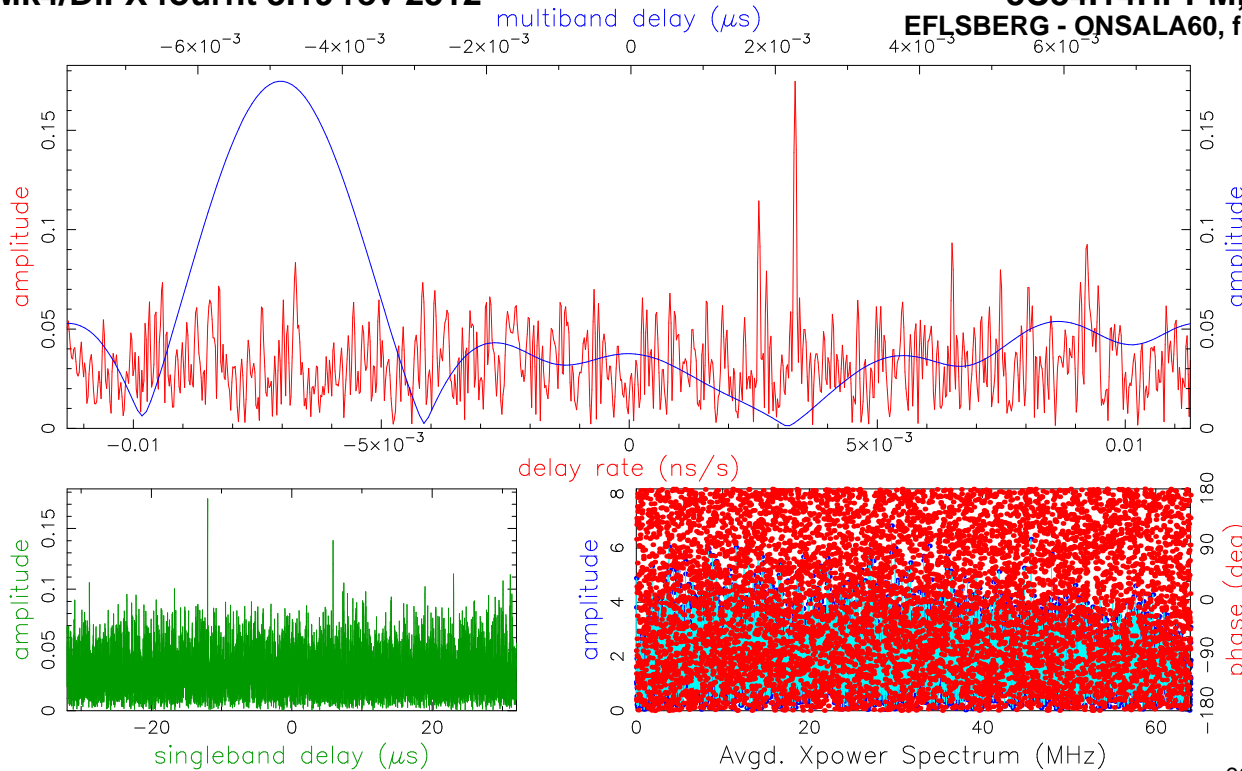 multiband delay (μs)
EFLSBERG - ONSALA60, f
−6×10⁻³ −4×10⁻³ −2×10⁻³ 0 2×10⁻³ 4×10⁻³ 6×10⁻³
amplitude
0 0.05 0.1 0.15
amplitude
0 0.05 0.1 0.15
−0.01 −5×10⁻³ 0 5×10⁻³ 0.01
delay rate (ns/s)
amplitude
0 0.05 0.1 0.15
−20 0 20
singleband delay (μs)
amplitude
0 2 4 6 8
phase (deg)
−180 −90 0 90 180
0 20 40 60
Avgd. Xpower Spectrum (MHz)